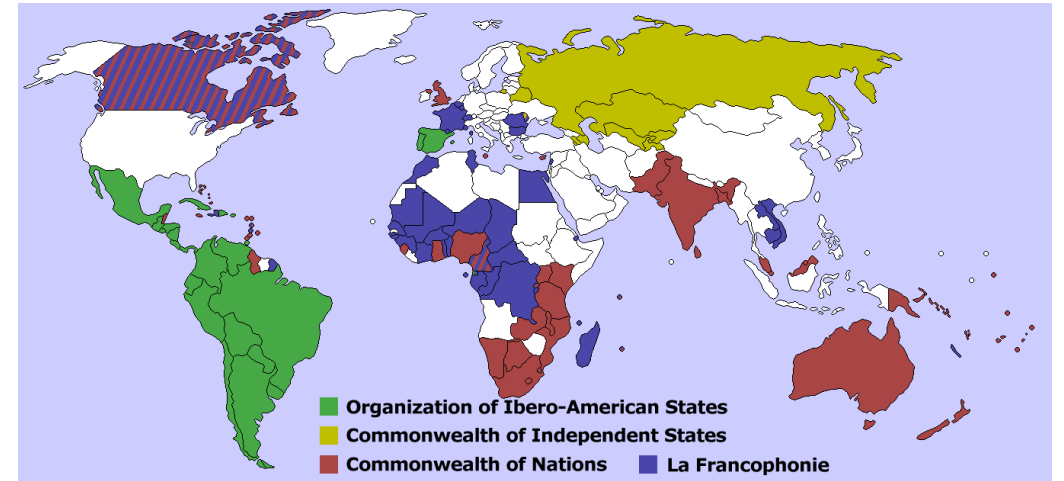 Organization of Ibero-American States
Commonwealth of Independent States
Commonwealth of Nations La Francophonie